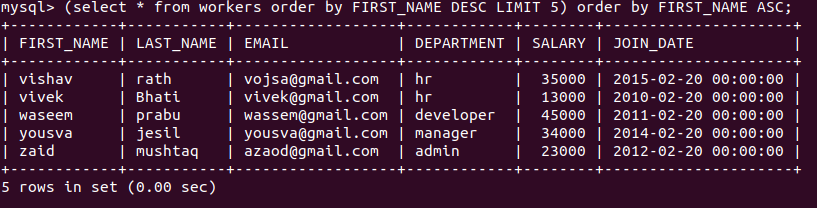 mysql> (select * from workers order by FIRST_NAME DESC LIMIT 5) order by FIRST_NAME ASC;
+------------+-----------+------------------+------------+--------+---------------------+
| FIRST_NAME | LAST_NAME | EMAIL            | DEPARTMENT | SALARY | JOIN_DATE           |
+------------+-----------+------------------+------------+--------+---------------------+
| vishav     | rath      | vojsa@gmail.com  | hr         |  35000 | 2015-02-20 00:00:00 |
| vivek      | Bhati     | vivek@gmail.com  | hr         |  13000 | 2010-02-20 00:00:00 |
| waseem     | prabu     | wassem@gmail.com | developer  |  45000 | 2011-02-20 00:00:00 |
| yousva     | jesil     | yousva@gmail.com | manager    |  34000 | 2014-02-20 00:00:00 |
| zaid       | mushtaq   | azaod@gmail.com  | admin      |  23000 | 2012-02-20 00:00:00 |
+------------+-----------+------------------+------------+--------+---------------------+
5 rows in set (0.00 sec)